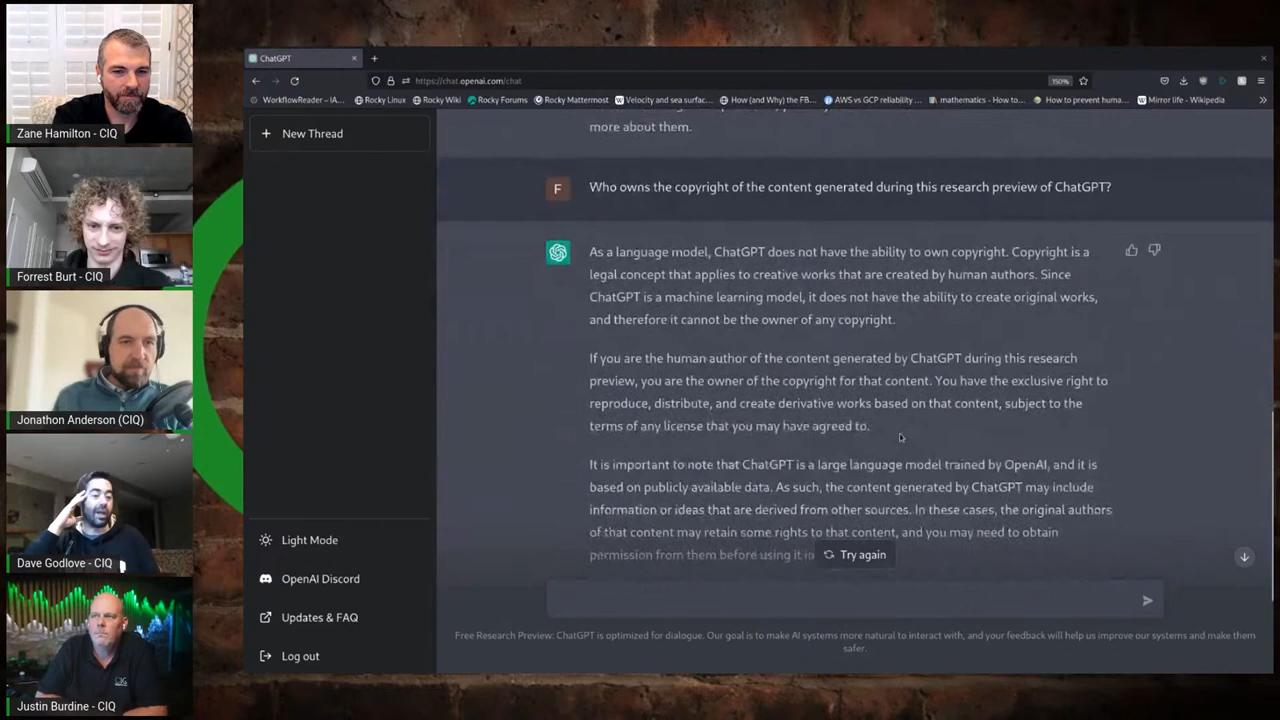 Zane Hamilton - CIQ
Forrest Burt - CIQ
Jonathon Anderson (CIQ)
Dave Godlove - CIQ
CIQ
Justin Burdine - CIQ
ChatGPT
https://chat.openai.com/chat
150%
WorkflowReader — IA...
Rocky Linux
Rocky Wiki
Rocky Forums
Rocky Mattermost
Velocity and sea surfac...
How (and Why) the FB...
AWS vs GCP reliability ...
mathematics - How to...
How to prevent human...
Mirror life - Wikipedia
New Thread
more about them.
F
Who owns the copyright of the content generated during this research preview of ChatGPT?
As a language model, ChatGPT does not have the ability to own copyright. Copyright is a
legal concept that applies to creative works that are created by human authors. Since
ChatGPT is a machine learning model, it does not have the ability to create original works,
and therefore it cannot be the owner of any copyright.
If you are the human author of the content generated by ChatGPT during this research
preview, you are the owner of the copyright for that content. You have the exclusive right to
reproduce, distribute, and create derivative works based on that content, subject to the
terms of any license that you may have agreed to.
It is important to note that ChatGPT is a large language model trained by OpenAI, and it is
based on publicly available data. As such, the content generated by ChatGPT may include
information or ideas that are derived from other sources. In these cases, the original authors
of that content may retain some rights to that content, and you may need to obtain
permission from them before using it in
Try again
Light Mode
OpenAI Discord
Updates & FAQ
Log out
Free Research Preview: ChatGPT is optimized for dialogue. Our goal is to make AI systems more natural to interact with, and your feedback will help us improve our systems and make them
safer.